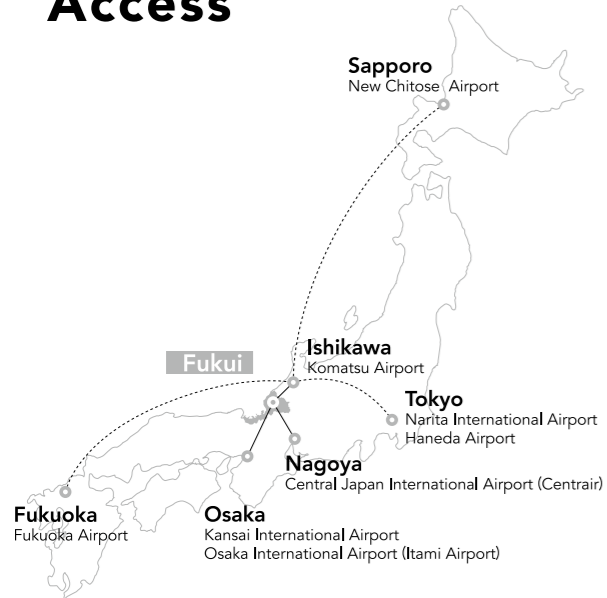 Access
Sapporo
New Chitose Airport
Ishikawa
Komatsu Airport
Fukui
Tokyo
Narita International Airport
Haneda Airport
Nagoya
Central Japan International Airport (Centrair)
Fukuoka
Fukuoka Airport
Osaka
Kansai International Airport
Osaka International Airport (Itami Airport)